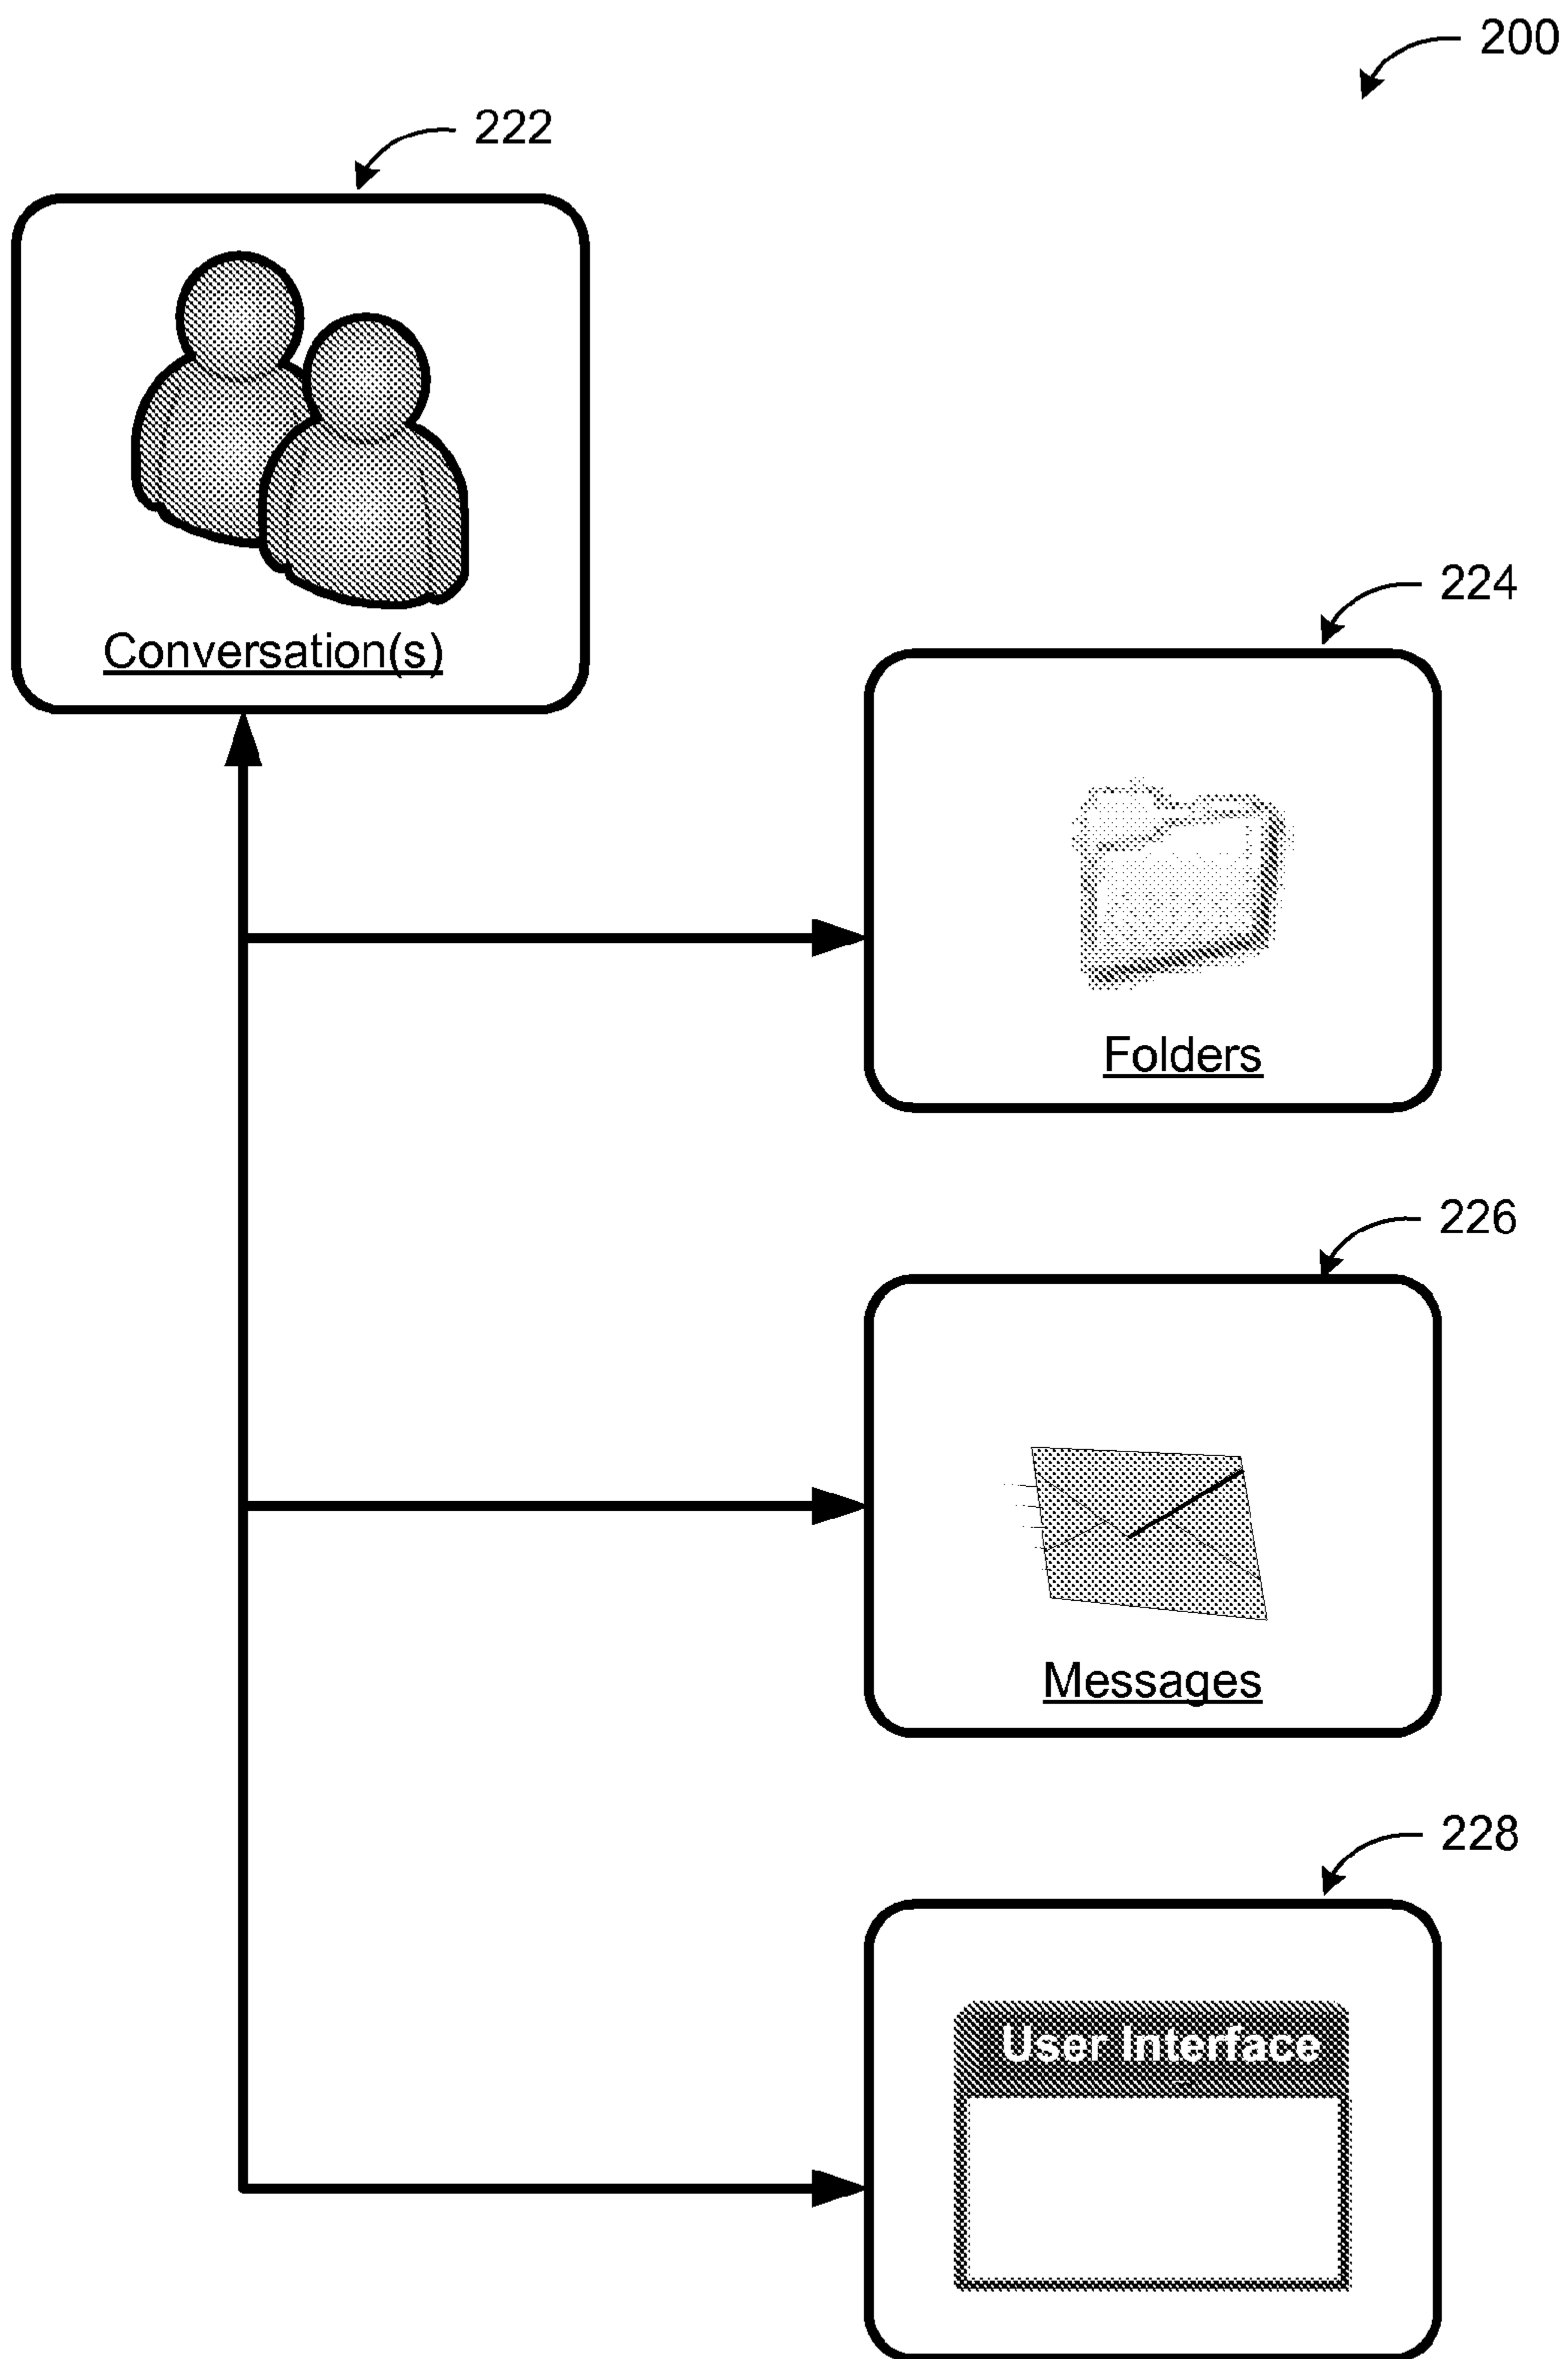 200
222
Conversation(s)
224
Folders
226
Messages
228
User Interface